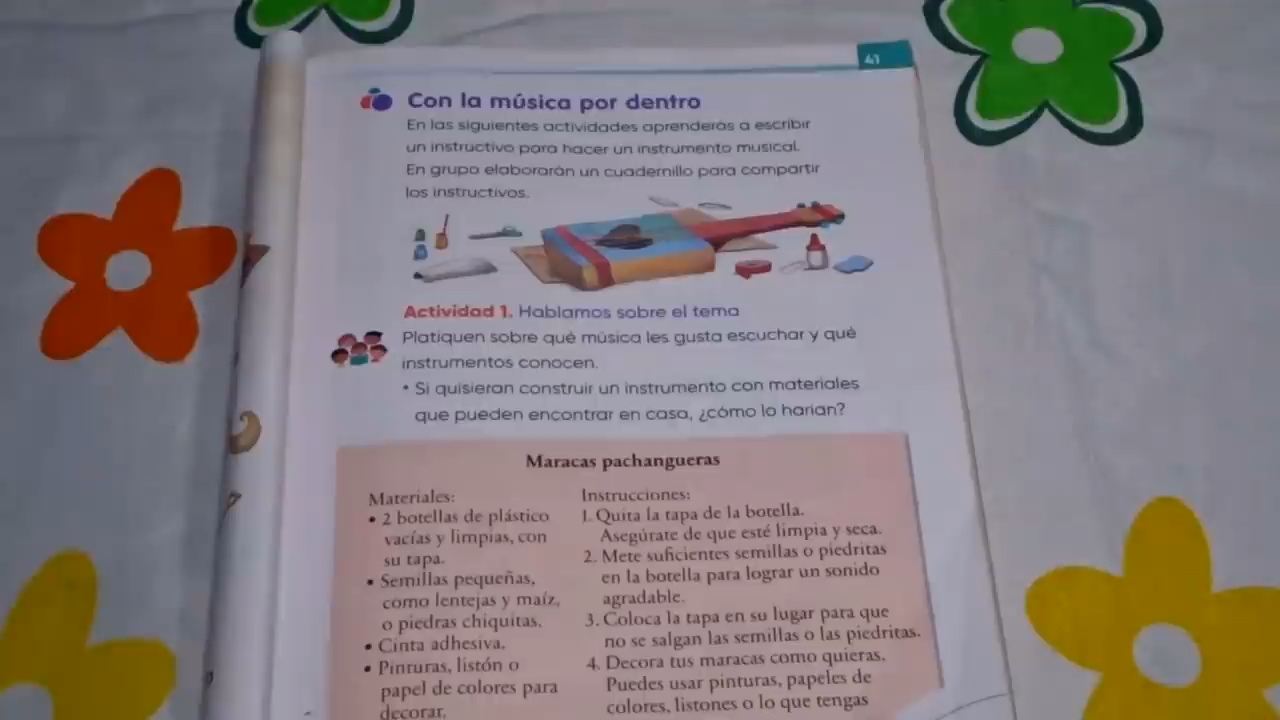 41
Con la música por dentro
En las siguientes actividades aprenderás a escribir
un instructivo para hacer un instrumento musical.
En grupo elaborarán un cuadernillo para compartir
los instructivos.
Actividad 1. Hablamos sobre el tema
Platiquen sobre qué música les gusta escuchar y qué
instrumentos conocen.
• Si quisieran construir un instrumento con materiales
que pueden encontrar en casa, ¿cómo lo harían?
Maracas pachangueras
Materiales:
• 2 botellas de plástico
vacías y limpias, con
su tapa.
• Semillas pequeñas,
como lentejas y maíz,
o piedras chiquitas.
• Cinta adhesiva.
• Pinturas, listón o
papel de colores para
decorar.
Instrucciones:
1. Quita la tapa de la botella.
Asegúrate de que esté limpia y seca.
2. Mete suficientes semillas o piedritas
en la botella para lograr un sonido
agradable.
3. Coloca la tapa en su lugar para que
no se salgan las semillas o las piedritas.
4. Decora tus maracas como quieras.
Puedes usar pinturas, papeles de
colores, listones o lo que tengas